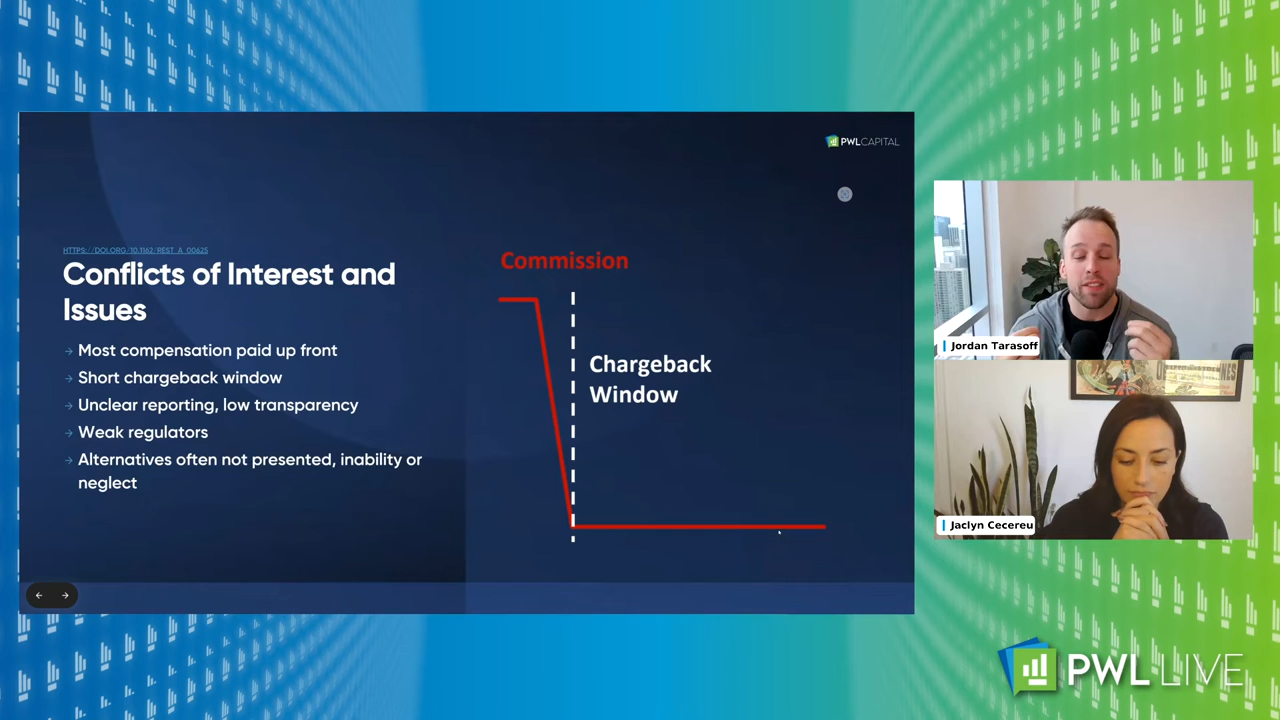 PWLCAPITAL
HTTPS://DOI.ORG/10.1162/REST_A_00625
Conflicts of Interest and
Issues
Most compensation paid up front
Short chargeback window
Unclear reporting, low transparency
Weak regulators
Alternatives often not presented, inability or
neglect
Commission
Chargeback
Window
Jordan Tarasoff
Jaclyn Cecereu
PWL LIVE